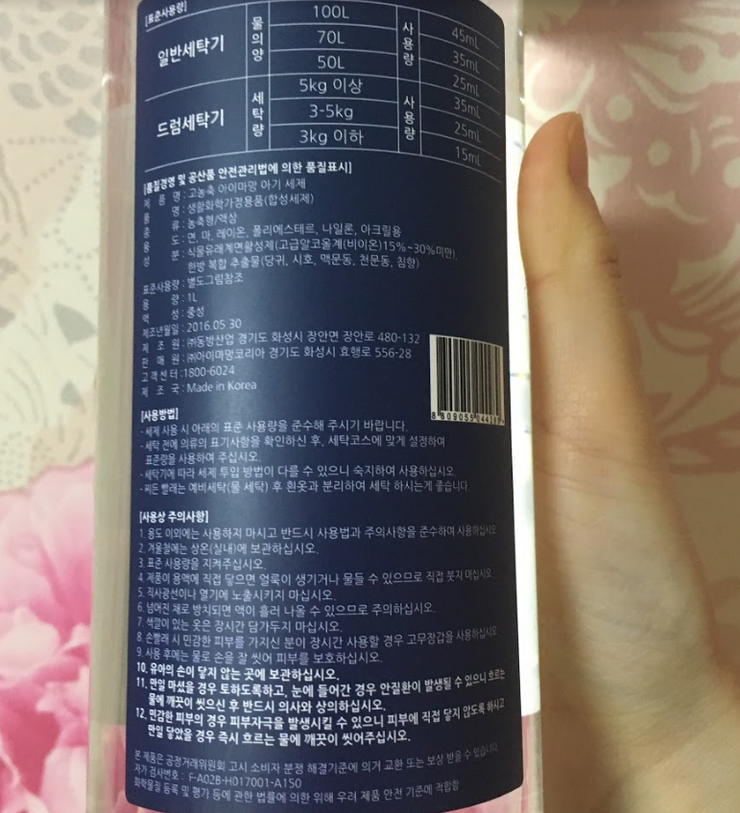 [표준사용량]
일반세탁기 물의양 100L 사용량 45mL
70L 35mL
50L 25mL
드럼세탁기 세탁량 5kg 이상 사용량 35mL
3-5kg 25mL
3kg 이하 15mL
[품질경영 및 공산품 안전관리법에 의한 품질표시]
제 품 명 : 고농축 아이마망 아기 세제
품 명 : 생활화학가정용품(합성세제)
종 류 : 농축형/액상
용 도 : 면, 마, 레이온, 폴리에스테르, 나일론, 아크릴용
성 분 : 식물유래계면활성제(고급알코올계(비이온)15%~30%미만),
한방 복합 추출물(당귀, 시호, 맥문동, 천문동, 침향)
표준사용량 : 별도그림참조
용 량 : 1L
액 성 : 중성
제조년월일 : 2016.05 30
제 조 원 : ㈜동방산업 경기도 화성시 장안면 장안로 480-132
판 매 원 : ㈜아이마망코리아 경기도 화성시 효행로 556-28
고객센터 : 1800-6024
제 조 국 : Made in Korea
[사용방법]
- 세제 사용 시 아래의 표준 사용량을 준수해 주시기 바랍니다.
- 세탁 전에 의류의 표기사항을 확인하신 후, 세탁코스에 맞게 설정하여
표준량을 사용하여 주십시오.
- 세탁기에 따라 세제 투입 방법이 다를 수 있으니 숙지하여 사용하십시오.
- 찌든 빨래는 예비세탁(물 세탁) 후 흰옷과 분리하여 세탁 하시는게 좋습니다.
[사용상 주의사항]
1. 용도 이외에는 사용하지 마시고 반드시 사용법과 주의사항을 준수하여 사용하십시오
2. 겨울철에는 상온(실내)에 보관하십시오.
3. 표준 사용량을 지켜주십시오.
4. 제품이 용액에 직접 닿으면 얼룩이 생기거나 물들 수 있으므로 직접 붓지 마십시오
5. 직사광선이나 열기에 노출시키지 마십시오.
6. 넘어진 채로 방치되면 액이 흘러 나올 수 있으므로 주의하십시오.
7. 색깔이 있는 옷은 장시간 담가두지 마십시오.
8. 손빨래 시 민감한 피부를 가지신 분이 장시간 사용할 경우 고무장갑을 사용하십시오
9. 사용 후에는 물로 손을 잘 씻어 피부를 보호하십시오.
10. 유아의 손이 닿지 않는 곳에 보관하십시오.
11. 만일 마셨을 경우 토하도록하고, 눈에 들어간 경우 안질환이 발생될 수 있으니 흐르는
물에 깨끗이 씻으신 후 반드시 의사와 상의하십시오.
12. 민감한 피부의 경우 피부자극을 발생시킬 수 있으니 피부에 직접 닿지 않도록 하시고
만일 닿았을 경우 즉시 흐르는 물에 깨끗이 씻어주십시오.
본 제품은 공정거래위원회 고시 소비자 분쟁 해결기준에 의거 교환 또는 보상 받을 수 있습니다.
자가 검사번호 : F-A02B-H017001-A150
화학물질 등록 및 평가 등에 관한 법률에 의한 위해 우려 제품 안전 기준에 적합함